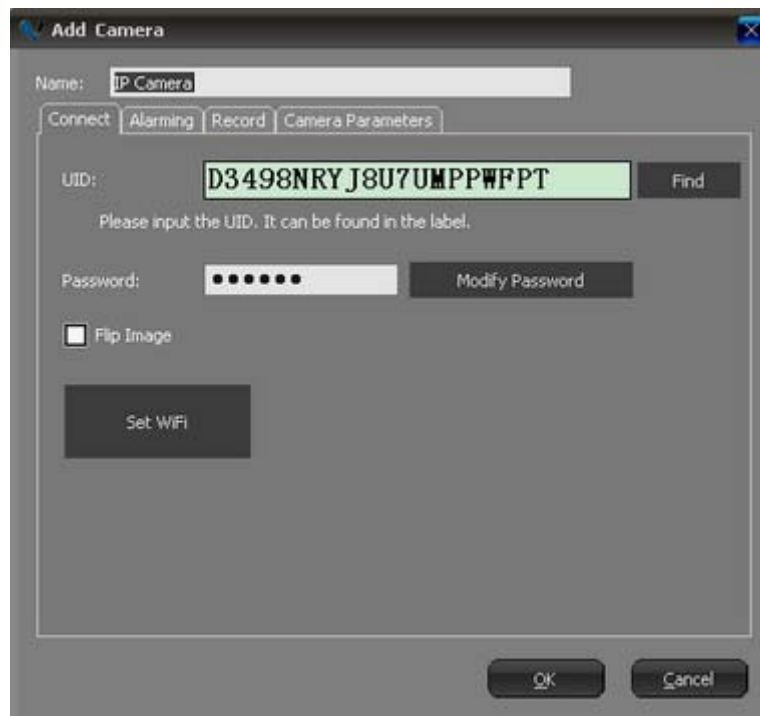 Add Camera
Name: IP Camera
Connect Alarming Record Camera Parameters
UID: D3498NRYJ8U7UMPPWFPT Find
Please input the UID. It can be found in the label.
Password: ●●●●●● Modify Password
Flip Image
Set WiFi
OK Cancel